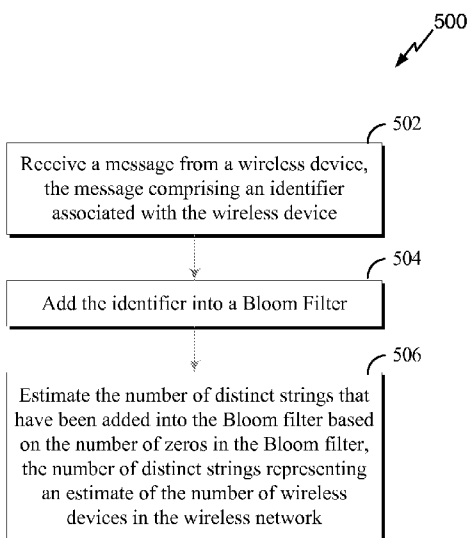 500
502
Receive a message from a wireless device,
the message comprising an identifier
associated with the wireless device
504
Add the identifier into a Bloom Filter
506
Estimate the number of distinct strings that
have been added into the Bloom filter based
on the number of zeros in the Bloom filter,
the number of distinct strings representing
an estimate of the number of wireless
devices in the wireless network